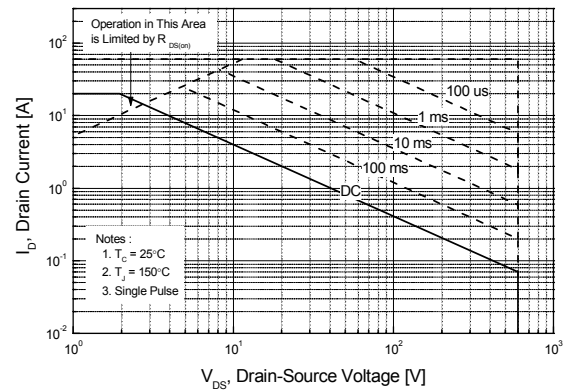 Operation in This Area
is Limited by R DS(on)
10²
10¹
10⁰
10⁻¹
10⁻²
I_D, Drain Current [A]
100 us
1 ms
10 ms
100 ms
DC
Notes :
1. T_C = 25°C
2. T_J = 150°C
3. Single Pulse
10⁰
10¹
10²
10³
V_DS, Drain-Source Voltage [V]